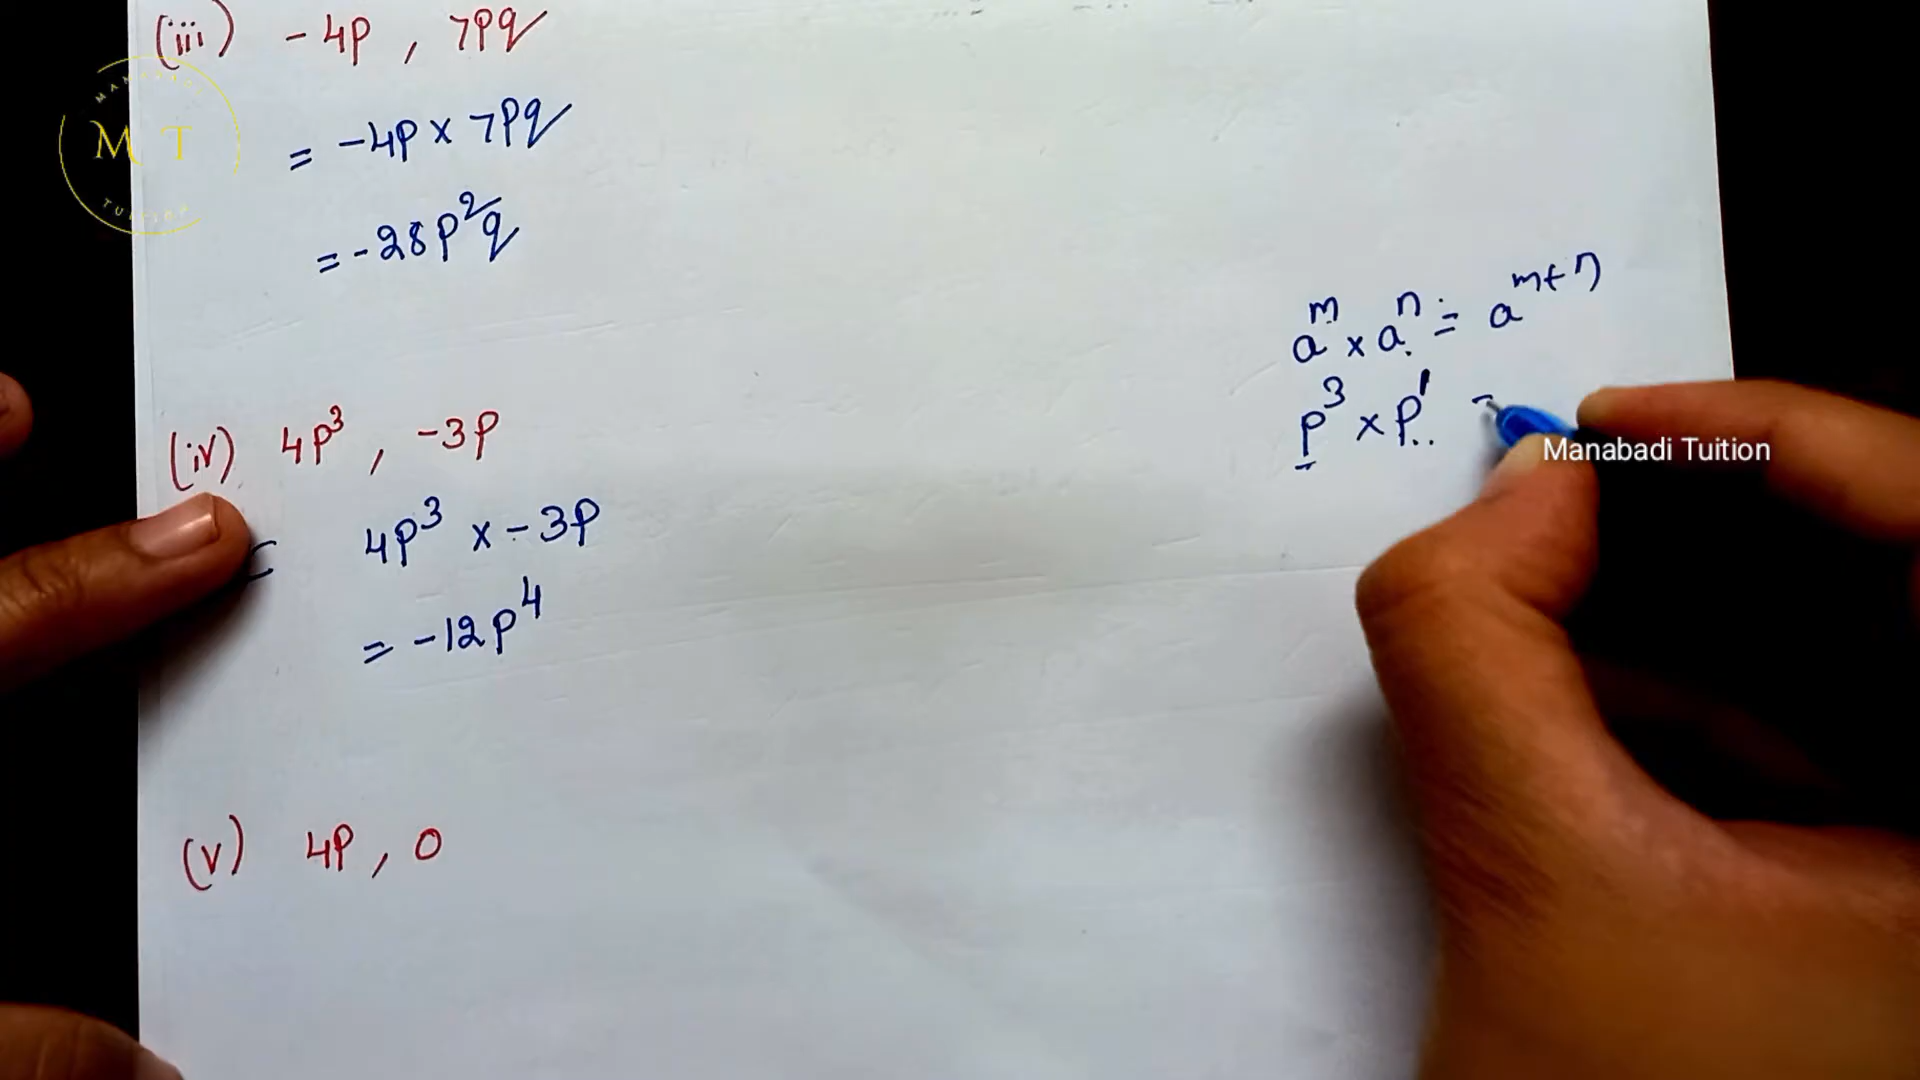 (iii) -4p , 7pq
= -4p x 7pq
= -28p²q
M T
TUITION
aᵐ x aⁿ = aᵐ⁺ⁿ
p³ x p¹ =
Manabadi Tuition
(iv) 4p³ , -3p
4p³ x -3p
= -12p⁴
(v) 4p , 0